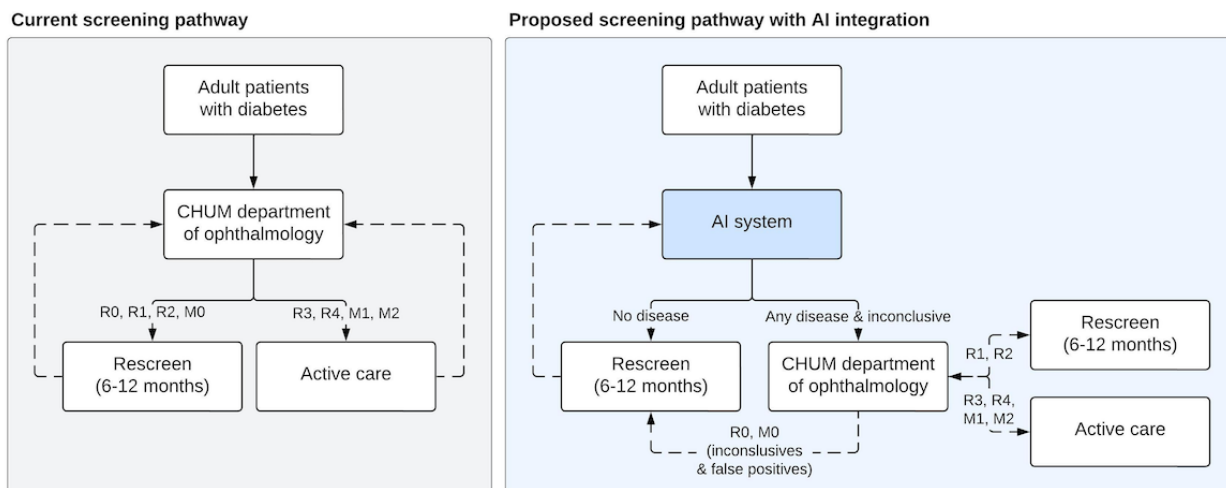 Current screening pathway
Adult patients
with diabetes
CHUM department
of ophthalmology
R0, R1, R2, M0
R3, R4, M1, M2
Rescreen
(6-12 months)
Active care
Proposed screening pathway with AI integration
Adult patients
with diabetes
AI system
No disease
Any disease & inconclusive
Rescreen
(6-12 months)
CHUM department
of ophthalmology
R0, M0
(inconslusives
& false positives)
R1, R2
Rescreen
(6-12 months)
R3, R4,
M1, M2
Active care